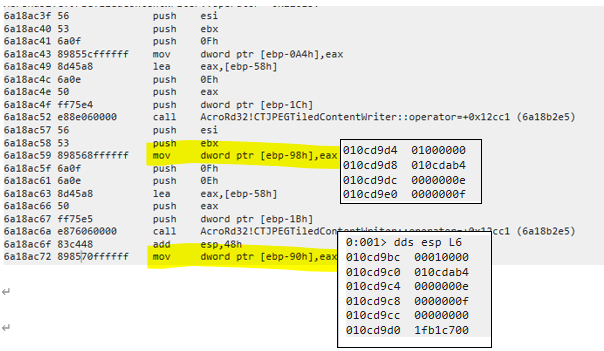 6a18ac3f 56 push esi
6a18ac40 53 push ebx
6a18ac41 6a0f push 0Fh
6a18ac43 89855cffffff mov dword ptr [ebp-0A4h],eax
6a18ac49 8d45a8 lea eax,[ebp-58h]
6a18ac4c 6a0e push 0Eh
6a18ac4e 50 push eax
6a18ac4f ff75e4 push dword ptr [ebp-1Ch]
6a18ac52 e88e060000 call AcroRd32!CTJPEGTiledContentWriter::operator=+0x12cc1 (6a18b2e5)
6a18ac57 56 push esi
6a18ac58 53 push ebx
6a18ac59 898568ffffff mov dword ptr [ebp-98h],eax
6a18ac5f 6a0f push 0Fh
6a18ac61 6a0e push 0Eh
6a18ac63 8d45a8 lea eax,[ebp-58h]
6a18ac66 50 push eax
6a18ac67 ff75e5 push dword ptr [ebp-1Bh]
6a18ac6a e876060000 call AcroRd32!CTJPEGTiledContentWriter::operator=+0x12cc1 (6a18b2e5)
6a18ac6f 83c448 add esp,48h
6a18ac72 898570ffffff mov dword ptr [ebp-90h],eax
010cd9d4 01000000
010cd9d8 010cdab4
010cd9dc 0000000e
010cd9e0 0000000f
0:001> dds esp L6
010cd9bc 00010000
010cd9c0 010cdab4
010cd9c4 0000000e
010cd9c8 0000000f
010cd9cc 00000000
010cd9d0 1fb1c700